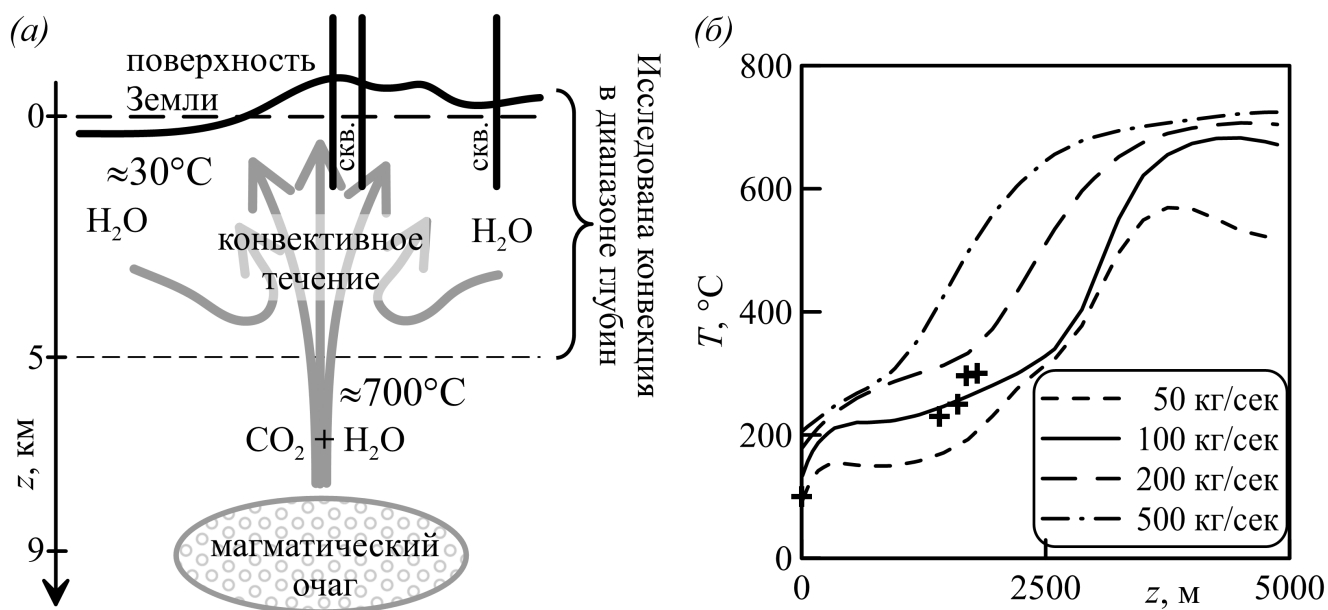 (а)
поверхность
Земли
0
≈30°C
H₂O
скв.
скв.
H₂O
конвективное
течение
Исследована конвекция
в диапазоне глубин
5
≈700°C
CO₂ + H₂O
z, км
9
магматический
очаг
(б)
800
600
400
200
0
T, °C
50 кг/сек
100 кг/сек
200 кг/сек
500 кг/сек
0
2500
z, м
5000